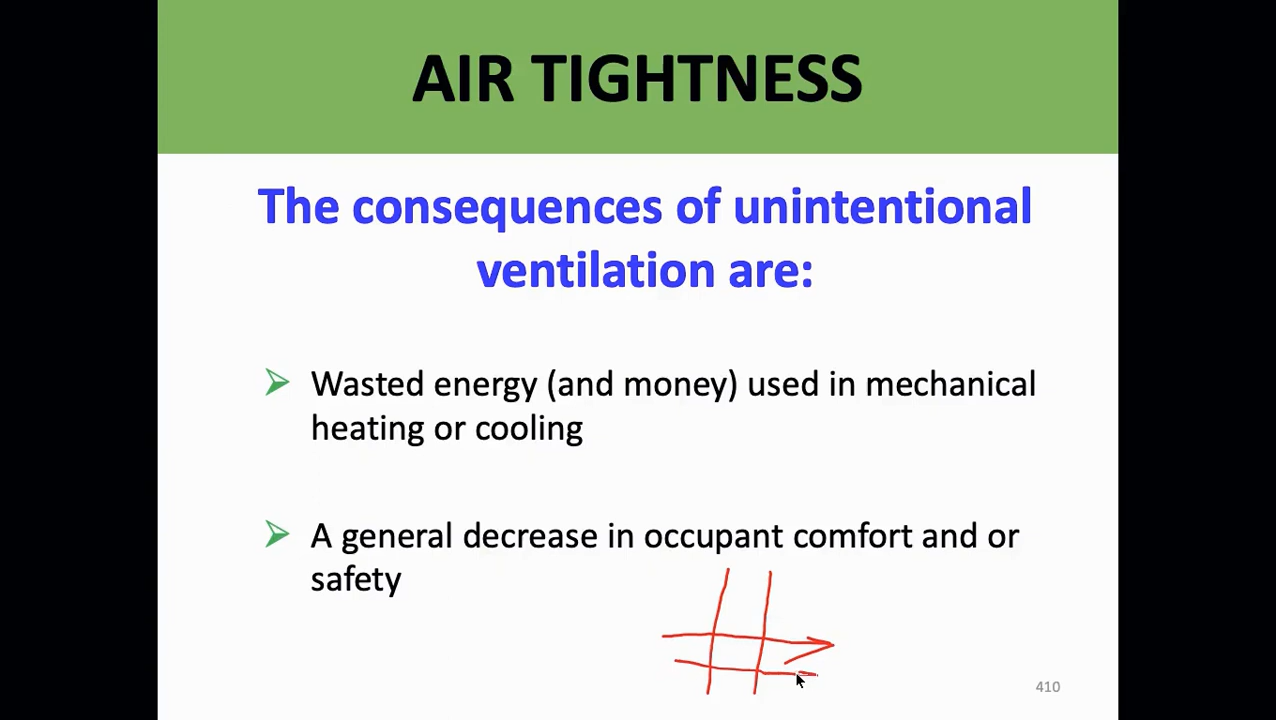 AIR TIGHTNESS
The consequences of unintentional
ventilation are:
Wasted energy (and money) used in mechanical
heating or cooling
A general decrease in occupant comfort and or
safety
410